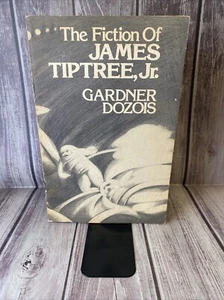 The Fiction Of
JAMES
TIPTREE, Jr.
GARDNER
DOZOIS